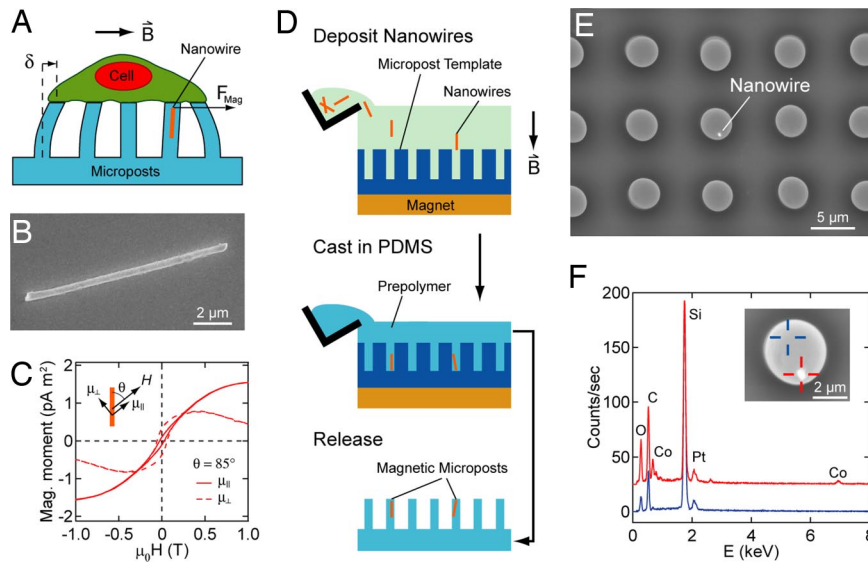 A
B⃗
δ
Nanowire
Cell
F_Mag
Microposts
B
2 μm
C
Mag. moment (pA m²)
2
1
0
-1
-2
μ⊥
θ
H
μ∥
θ = 85°
μ∥
μ⊥
-1.0
-0.5
0.0
0.5
1.0
μ₀H (T)
D
Deposit Nanowires
Micropost Template
Nanowires
B⃗
Magnet
Cast in PDMS
Prepolymer
Release
Magnetic Microposts
E
Nanowire
5 μm
F
Counts/sec
200
150
100
50
0
O
C
Co
Si
Pt
Co
2 μm
0
2
4
6
8
E (keV)